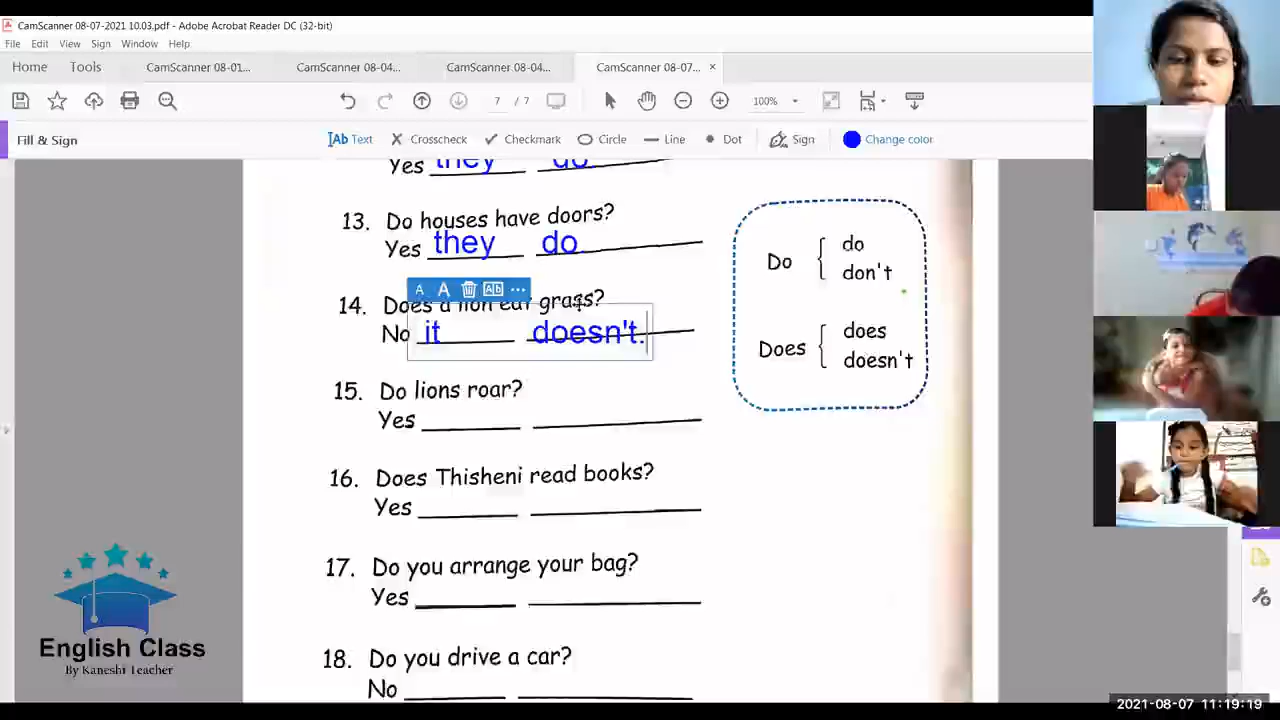 CamScanner 08-07-2021 10.03.pdf - Adobe Acrobat Reader DC (32-bit)
File Edit View Sign Window Help
Home Tools CamScanner 08-01... CamScanner 08-04... CamScanner 08-04... CamScanner 08-07... ×
7 / 7 100%
Fill & Sign Ab Text Crosscheck Checkmark Circle Line Dot Sign Change color
Yes they do.
13. Do houses have doors?
Yes they do
A A Ab ...
14. Does a lion eat grass?
No it doesn't.
15. Do lions roar?
Yes
16. Does Thisheni read books?
Yes
17. Do you arrange your bag?
Yes
18. Do you drive a car?
No
Do { do
don't
Does { does
doesn't
English Class
By Kaneshi Teacher
2021-08-07 11:19:19